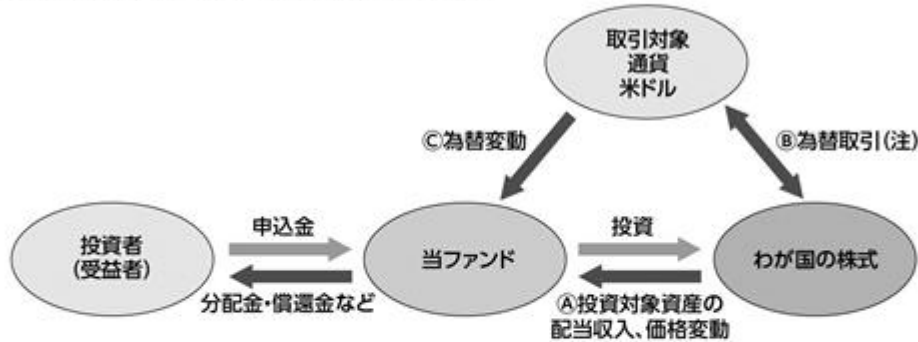 取引対象
通貨
米ドル
Ⓒ為替変動
Ⓑ為替取引(注)
投資者
(受益者)
申込金
分配金・償還金など
当ファンド
投資
Ⓐ投資対象資産の
配当収入、価格変動
わが国の株式